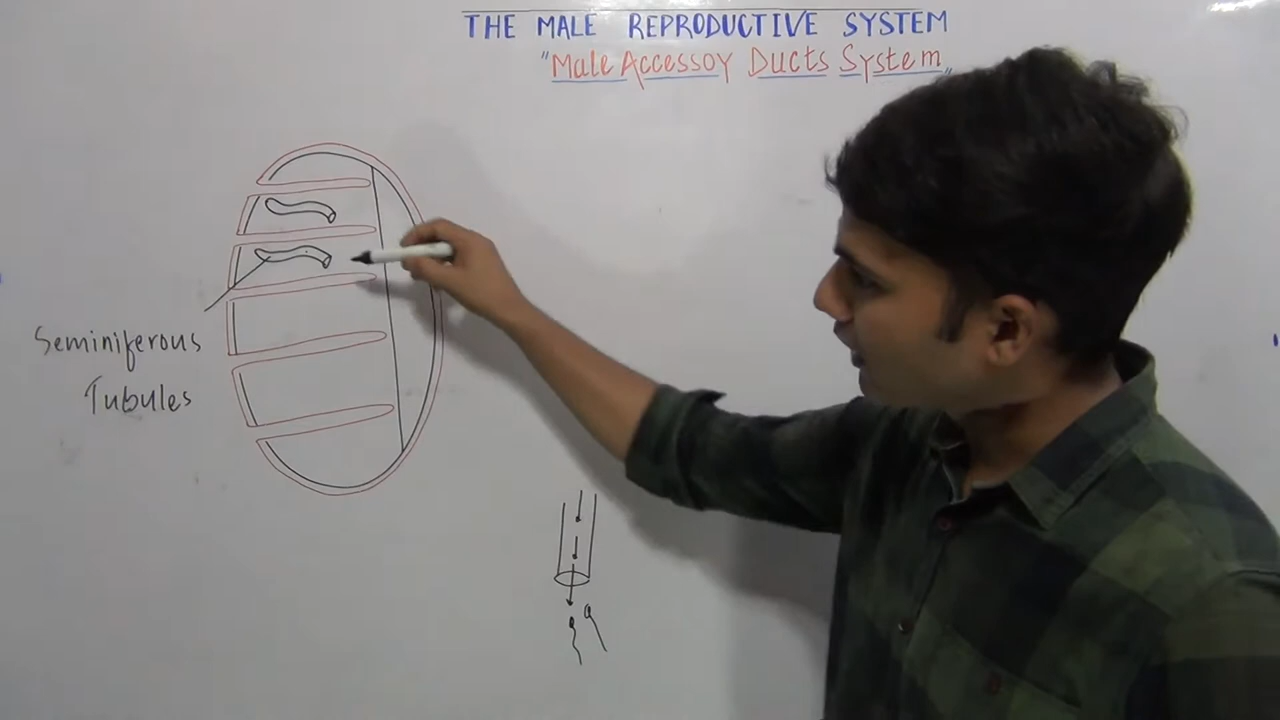 THE MALE REPRODUCTIVE SYSTEM
"Male Accessoy Ducts System"
Seminiferous
Tubules